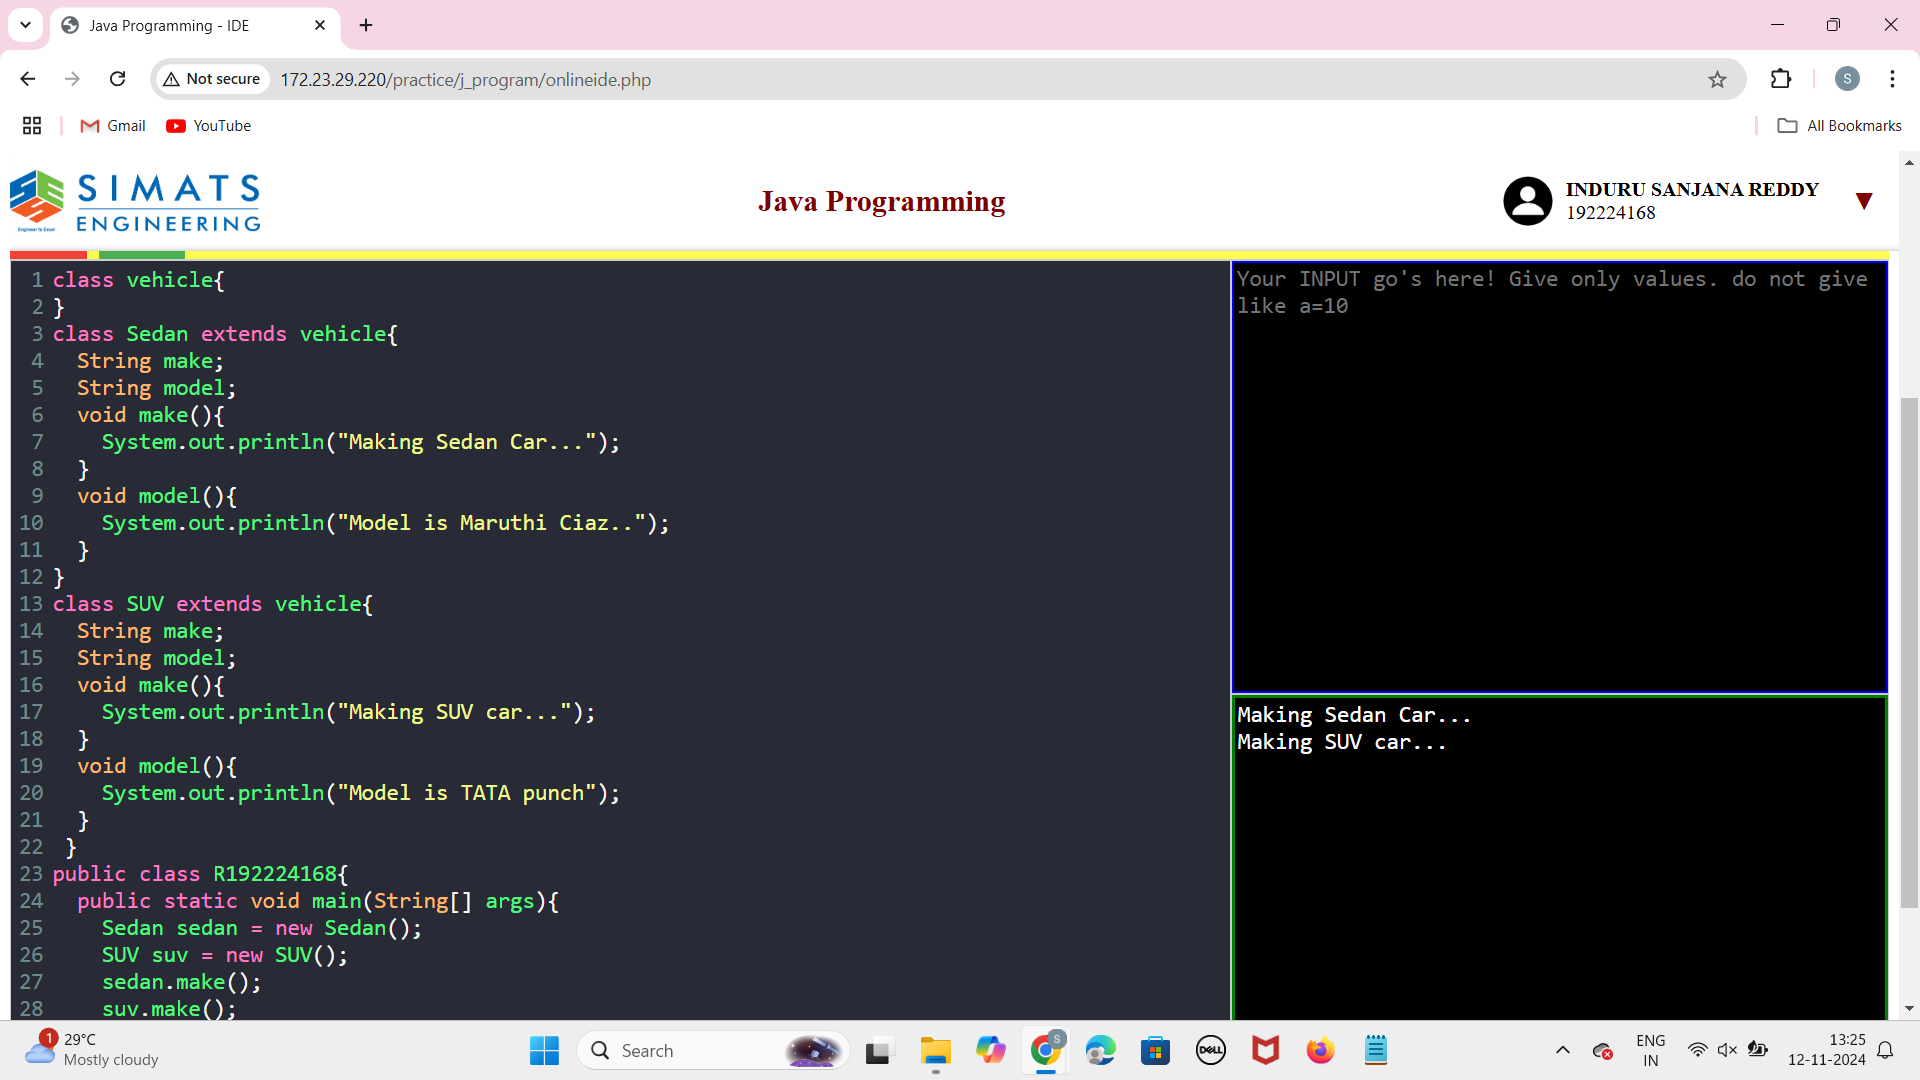 Java Programming - IDE
Not secure
172.23.29.220/practice/j_program/onlineide.php
S
Gmail
YouTube
All Bookmarks
SIMATS
ENGINEERING
Engineer to Excel
Java Programming
INDURU SANJANA REDDY
192224168
1 class vehicle{
2 }
3 class Sedan extends vehicle{
4 String make;
5 String model;
6 void make(){
7 System.out.println("Making Sedan Car...");
8 }
9 void model(){
10 System.out.println("Model is Maruthi Ciaz..");
11 }
12 }
13 class SUV extends vehicle{
14 String make;
15 String model;
16 void make(){
17 System.out.println("Making SUV car...");
18 }
19 void model(){
20 System.out.println("Model is TATA punch");
21 }
22 }
23 public class R192224168{
24 public static void main(String[] args){
25 Sedan sedan = new Sedan();
26 SUV suv = new SUV();
27 sedan.make();
28 suv.make();
Your INPUT go's here! Give only values. do not give
like a=10
Making Sedan Car...
Making SUV car...
1
29°C
Mostly cloudy
Search
S
DELL
ENG
IN
13:25
12-11-2024